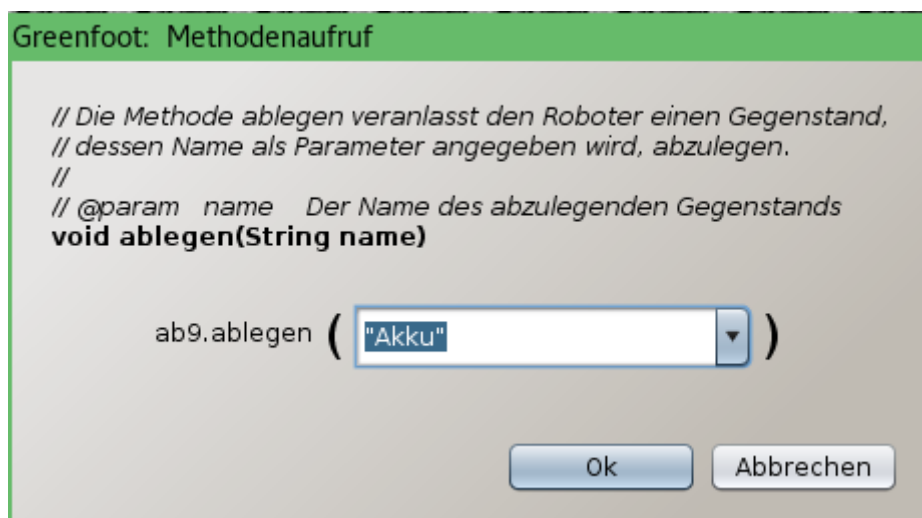 Greenfoot: Methodenaufruf
// Die Methode ablegen veranlasst den Roboter einen Gegenstand,
// dessen Name als Parameter angegeben wird, abzulegen.
//
// @param name Der Name des abzulegenden Gegenstands
void ablegen(String name)
ab9.ablegen ( "Akku" )
Ok Abbrechen